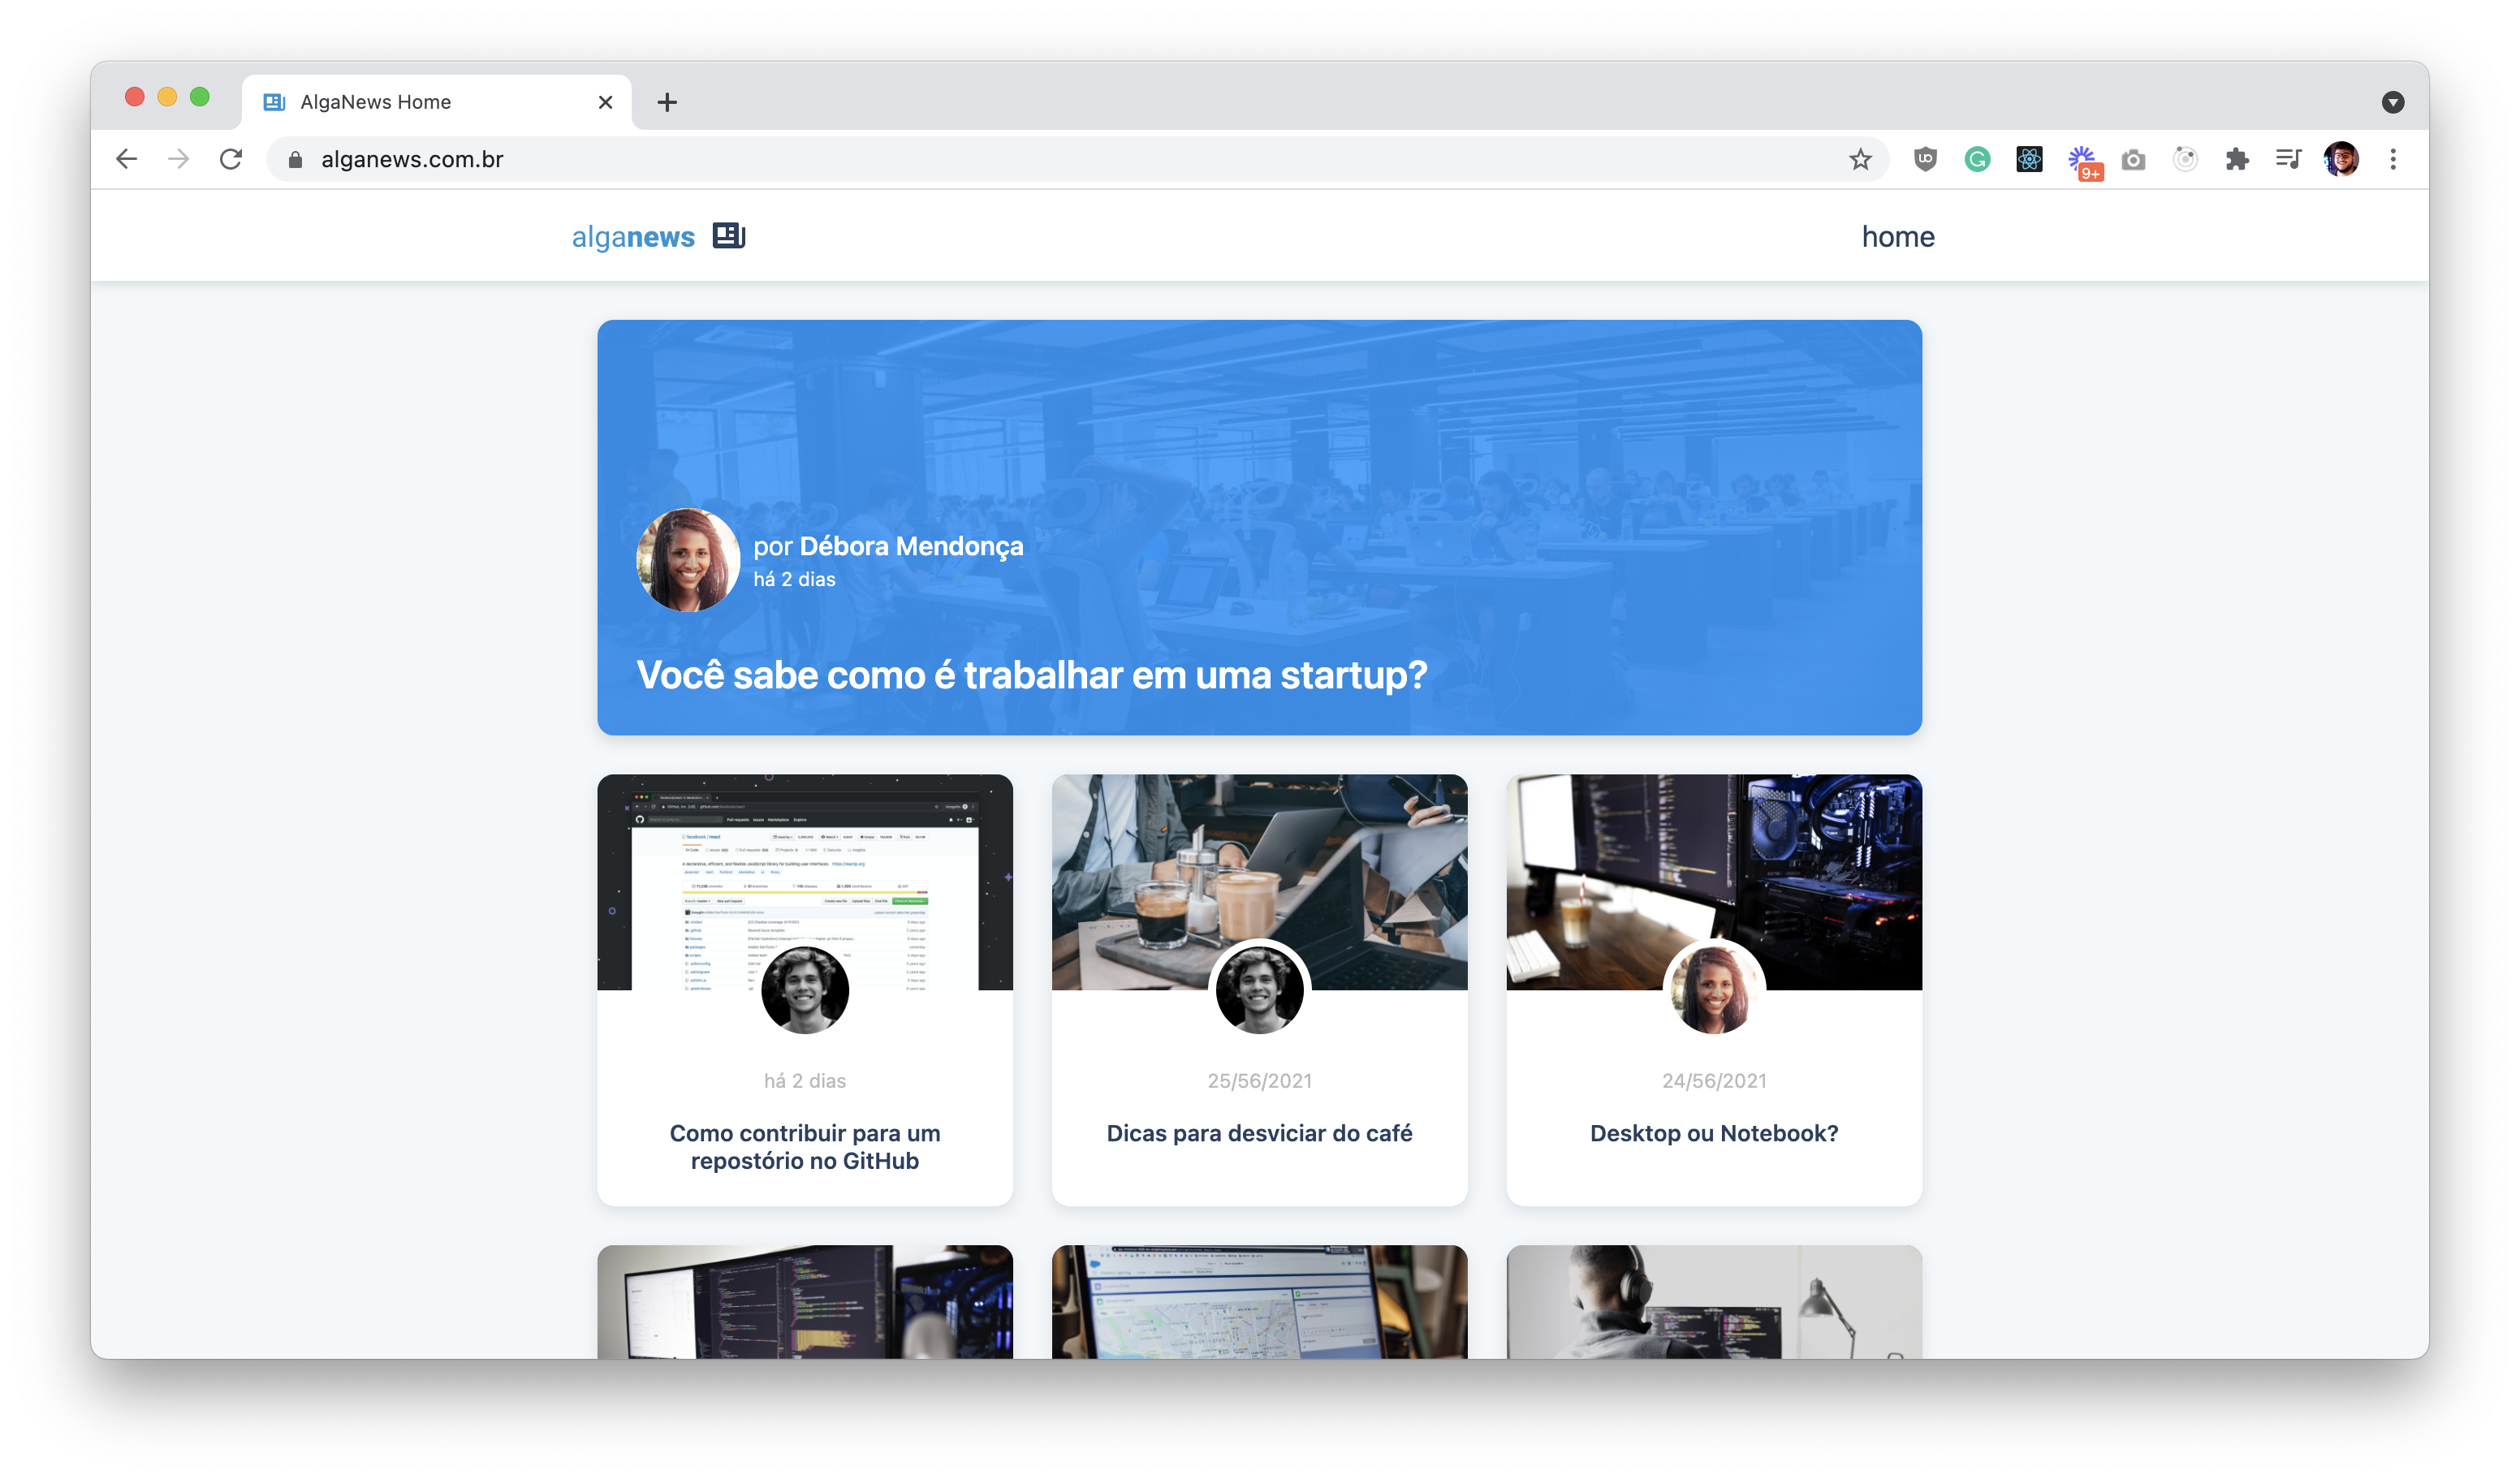 AlgaNews Home
alganews.com.br
9+
alganews
home
por Débora Mendonça
há 2 dias
Você sabe como é trabalhar em uma startup?
há 2 dias
Como contribuir para um
repostório no GitHub
25/56/2021
Dicas para desviciar do café
24/56/2021
Desktop ou Notebook?